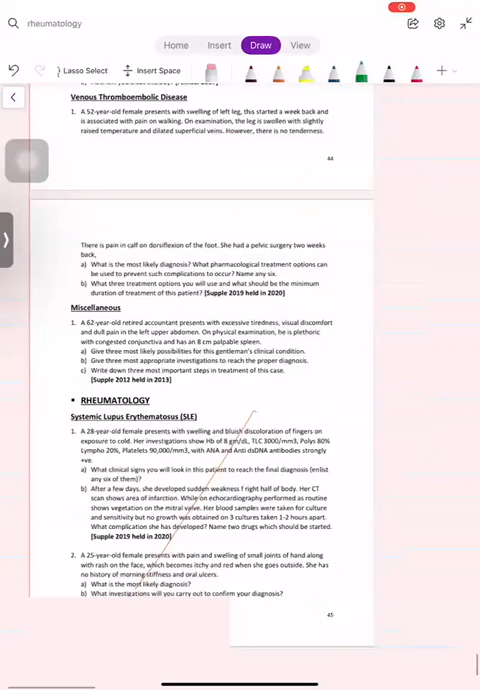 rheumatology
Home Insert Draw View
Lasso Select Insert Space
Venous Thromboembolic Disease
1. A 52-year-old female presents with swelling of left leg, this started a week back and
is associated with pain on walking. On examination, the leg is swollen with slightly
raised temperature and dilated superficial veins. However, there is no tenderness.
44
There is pain in calf on dorsiflexion of the foot. She had a pelvic surgery two weeks
back,
a) What is the most likely diagnosis? What pharmacological treatment options can
be used to prevent such complications to occur? Name any six.
b) What three treatment options you will use and what should be the minimum
duration of treatment of this patient? [Supple 2019 held in 2020]
Miscellaneous
1. A 62-year-old retired accountant presents with excessive tiredness, visual discomfort
and dull pain in the left upper abdomen. On physical examination, he is plethoric
with congested conjunctiva and has an 8 cm palpable spleen.
a) Give three most likely possibilities for this gentleman's clinical condition.
b) Give three most appropriate investigations to reach the proper diagnosis.
c) Write down three most important steps in treatment of this case.
[Supple 2012 held in 2013]
• RHEUMATOLOGY
Systemic Lupus Erythematosus (SLE)
1. A 28-year-old female presents with swelling and bluish discoloration of fingers on
exposure to cold. Her investigations show Hb of 8 gm/dL, TLC 3000/mm3, Polys 80%
Lympho 20%, Platelets 90,000/mm3, with ANA and Anti dsDNA antibodies strongly
+ve
a) What clinical signs you will look in this patient to reach the final diagnosis (enlist
any six of them)?
b) After a few days, she developed sudden weakness f right half of body. Her CT
scan shows area of infarction. While on echocardiography performed as routine
shows vegetation on the mitral valve. Her blood samples were taken for culture
and sensitivity but no growth was obtained on 3 cultures taken 1-2 hours apart.
What complication she has developed? Name two drugs which should be started.
[Supple 2019 held in 2020]
2. A 25-year-old female presents with pain and swelling of small joints of hand along
with rash on the face, which becomes itchy and red when she goes outside. She has
no history of morning stiffness and oral ulcers.
a) What is the most likely diagnosis?
b) What investigations will you carry out to confirm your diagnosis?
45